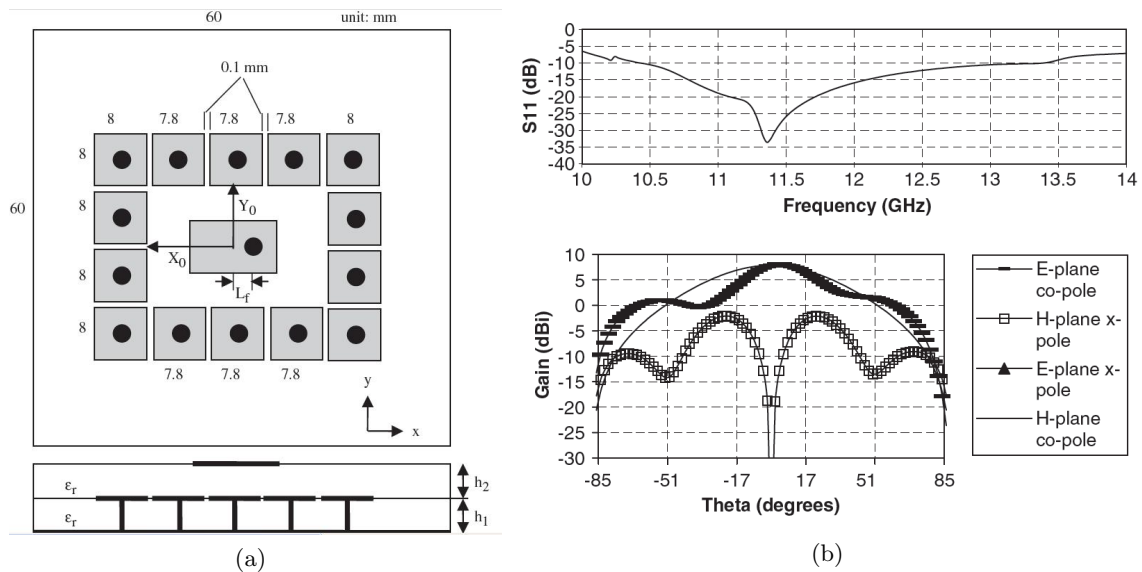 60 unit: mm
0.1 mm
8 7.8 7.8 7.8 8
8
8
60
Y0
X0
Lf
8
8
7.8 7.8 7.8
y
x
εr
h2
εr
h1
(a)
0
-5
-10
-15
-20
-25
-30
-35
-40
S11 (dB)
10 10.5 11 11.5 12 12.5 13 13.5 14
Frequency (GHz)
10
5
0
-5
-10
-15
-20
-25
-30
Gain (dBi)
-85 -51 -17 17 51 85
Theta (degrees)
E-plane
co-pole
H-plane x-
pole
E-plane x-
pole
H-plane
co-pole
(b)